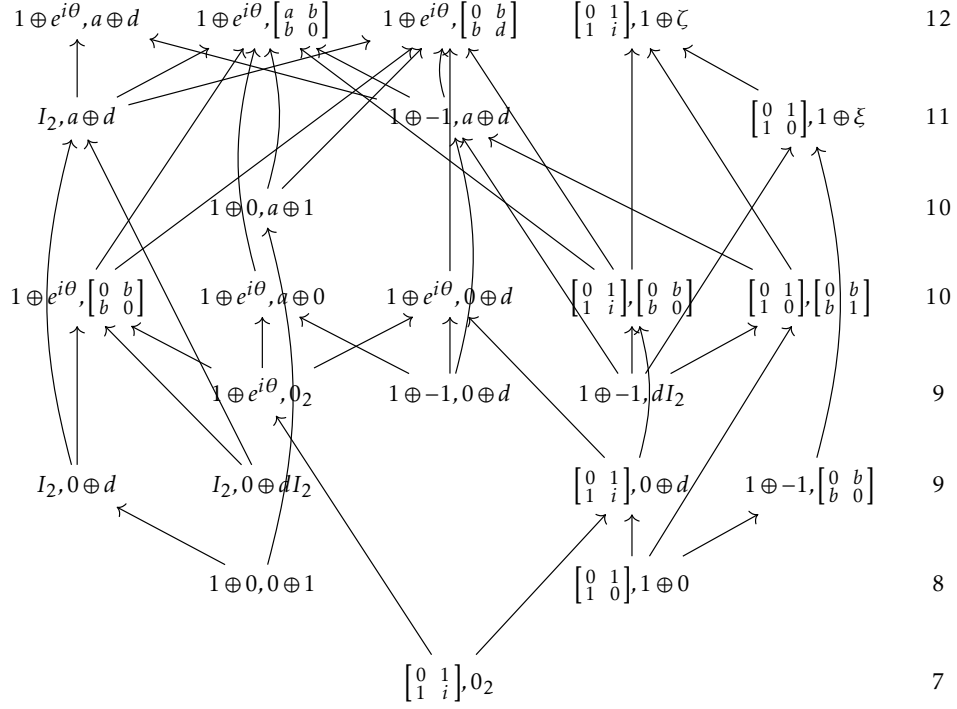 1 ⊕ e^{iθ}, a ⊕ d   1 ⊕ e^{iθ}, [a b; b 0]   1 ⊕ e^{iθ}, [0 b; b d]   [0 1; 1 i], 1 ⊕ ζ   12
I_2, a ⊕ d   1 ⊕ −1, a ⊕ d   [0 1; 1 0], 1 ⊕ ξ   11
1 ⊕ 0, a ⊕ 1   10
1 ⊕ e^{iθ}, [0 b; b 0]   1 ⊕ e^{iθ}, a ⊕ 0   1 ⊕ e^{iθ}, 0 ⊕ d   [0 1; 1 i], [0 b; b 0]   [0 1; 1 0], [0 b; b 1]   10
1 ⊕ e^{iθ}, 0_2   1 ⊕ −1, 0 ⊕ d   1 ⊕ −1, dI_2   9
I_2, 0 ⊕ d   I_2, 0 ⊕ dI_2   [0 1; 1 i], 0 ⊕ d   1 ⊕ −1, [0 b; b 0]   9
1 ⊕ 0, 0 ⊕ 1   [0 1; 1 0], 1 ⊕ 0   8
[0 1; 1 i], 0_2   7